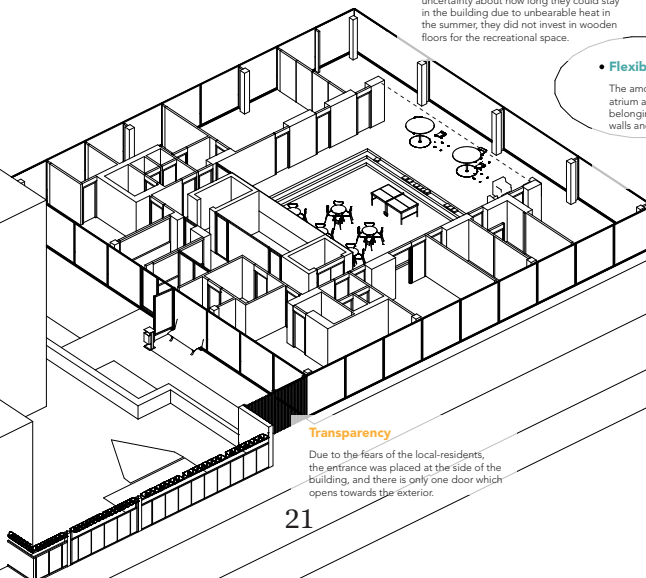 uncertainty about how long they could stay
in the building due to unbearable heat in
the summer, they did not invest in wooden
floors for the recreational space.
• Flexib
The amo
atrium a
belongin
walls and
Transparency
Due to the fears of the local-residents,
the entrance was placed at the side of the
building, and there is only one door which
opens towards the exterior.
21